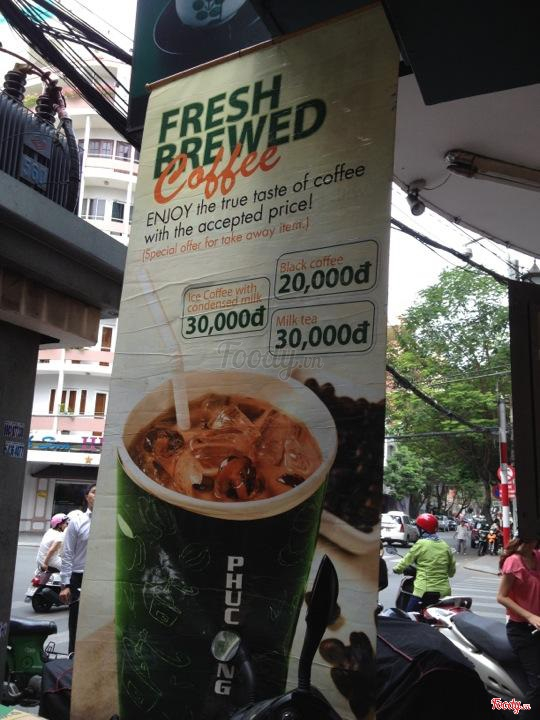 FRESH
BREWED
Coffee
ENJOY the true taste of coffee
with the accepted price!
(Special offer for take away item.)
Black coffee
20,000đ
Ice Coffee with
condensed milk
30,000đ
Milk tea
30,000đ
Foody.vn
PHUC
NG
560
Foody.vn